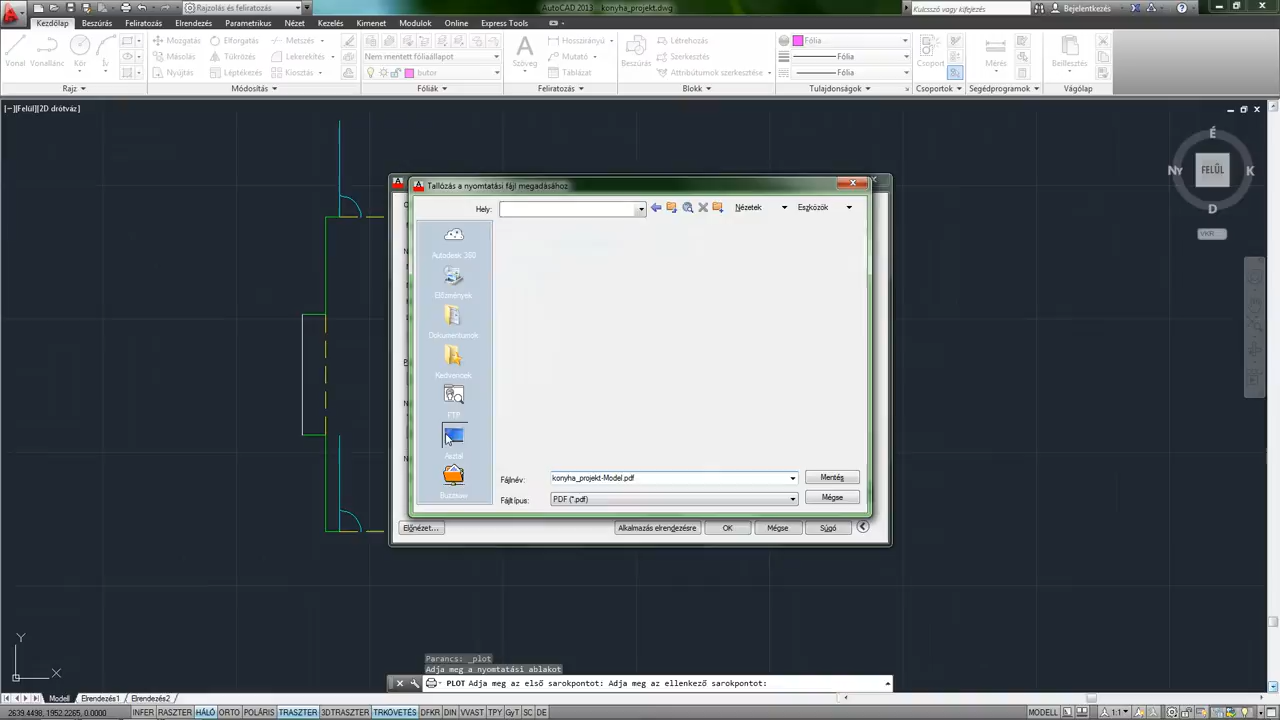 Rajzolás és feliratozás
AutoCAD 2013 konyha_projekt.dwg
Kulcsszó vagy kifejezés
Bejelentkezés
Kezdőlap Beszúrás Feliratozás Elrendezés Parametrikus Nézet Kezelés Kimenet Modulok Online Express Tools
Vonal
Vonallánc
Kör
Ív
Mozgatás Elforgatás Metszés
Másolás Tükrözés Lekerekítés
Nyújtás Léptékezés Kiosztás
Nem mentett fóliaállapot
butor
Szöveg
Hosszirányú
Mutató
Táblázat
Beszúrás
Létrehozás
Szerkesztés
Attribútumok szerkesztése
Fólia
Fólia
Fólia
Csoport
Mérés
Beillesztés
Rajz Módosítás Fóliák Feliratozás Blokk Tulajdonságok Csoportok Segédprogramok Vágólap
[−][Felül][2D drótváz]
É
NY FELÜL K
D
VKR
Tallózás a nyomtatási fájl megadásához
Hely:
Nézetek Eszközök
Autodesk 360
Előzmények
Dokumentumok
Kedvencek
FTP
Asztal
Buzzsaw
Fájlnév: konyha_projekt-Model.pdf Mentés
Fájltípus: PDF (*.pdf) Mégse
Előnézet... Alkalmazás elrendezésre OK Mégse Súgó
Y
X
Parancs: _plot
Adja meg a nyomtatási ablakot
PLOT Adja meg az első sarokpontot: Adja meg az ellenkező sarokpontot:
Modell Elrendezés1 Elrendezés2
2639.4498, 1952.2265, 0.0000 INFER RASZTER HÁLÓ ORTO POLÁRIS TRASZTER 3DTRASZTER TRKÖVETÉS DFKR DIN VVAST TPY GyT SC DE
MODELL 1:1